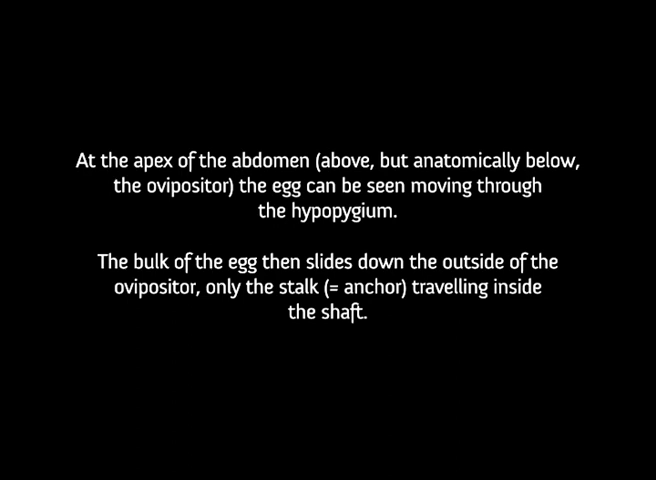 At the apex of the abdomen (above, but anatomically below,
the ovipositor) the egg can be seen moving through
the hypopygium.
The bulk of the egg then slides down the outside of the
ovipositor, only the stalk (= anchor) travelling inside
the shaft.